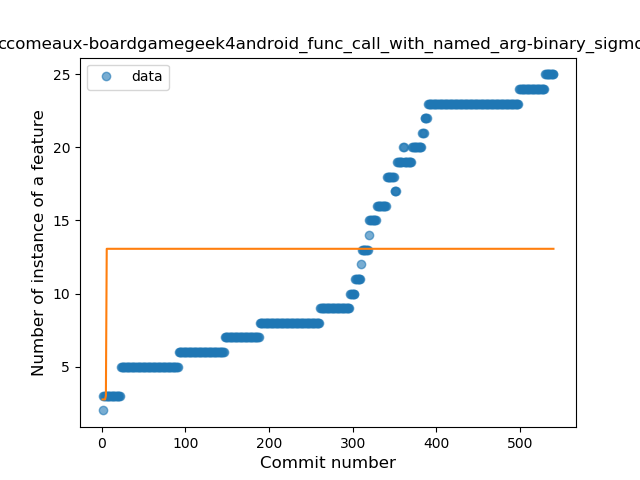 ccomeaux-boardgamegeek4android_func_call_with_named_arg-binary_sigmo
data
Number of instance of a feature
25
20
15
10
5
0 100 200 300 400 500
Commit number